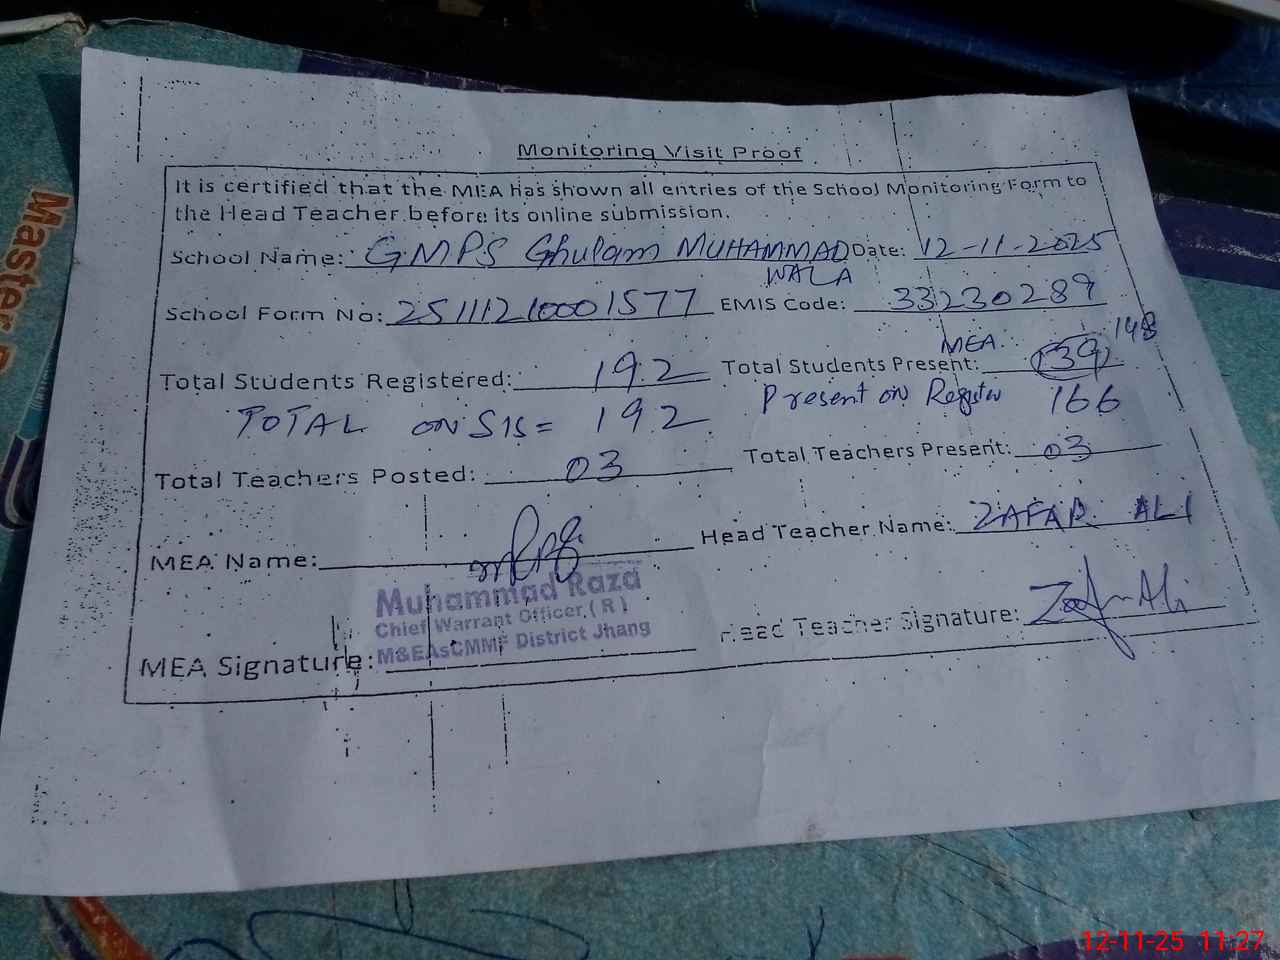 Monitoring Visit Proof
It is certified that the MEA has shown all entries of the School Monitoring Form to
the Head Teacher before its online submission.
School Name: GMPS Ghulam MUHAMMAD Date: 12-11-2025
WALA
School Form No: 25111210001577 EMIS Code: 33230289
MEA 148
Total Students Registered: 192 Total Students Present: 139
TOTAL ON SIS = 192 Present on Register 166
Total Teachers Posted: 03 Total Teachers Present: 03
MEA Name: Head Teacher Name: ZAFAR ALI
Muhammad Raza
Chief Warrant Officer, (R)
M&EAsCMMF District Jhang
MEA Signature: Head Teacher Signature: Zafar Ali
Master
12-11-25 11:27